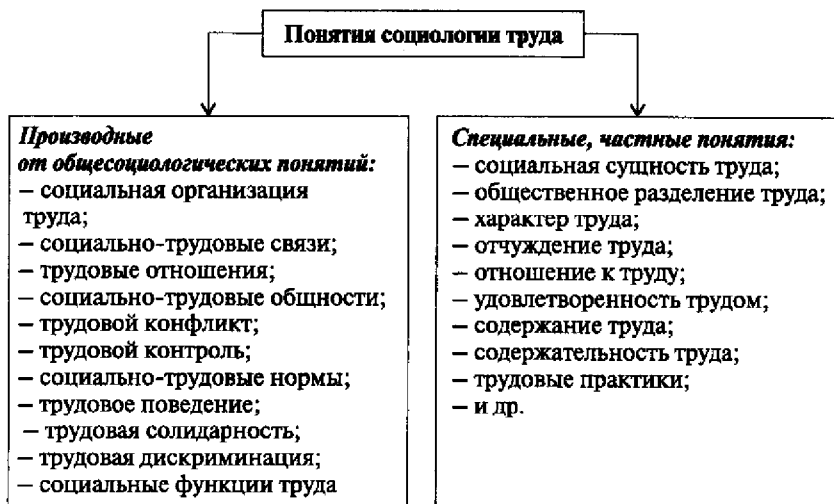 Понятия социологии труда
Производные
от общесоциологических понятий:
– социальная организация
труда;
– социально-трудовые связи;
– трудовые отношения;
– социально-трудовые общности;
– трудовой конфликт;
– трудовой контроль;
– социально-трудовые нормы;
– трудовое поведение;
– трудовая солидарность;
– трудовая дискриминация;
– социальные функции труда
Специальные, частные понятия:
– социальная сущность труда;
– общественное разделение труда;
– характер труда;
– отчуждение труда;
– отношение к труду;
– удовлетворенность трудом;
– содержание труда;
– содержательность труда;
– трудовые практики;
– и др.